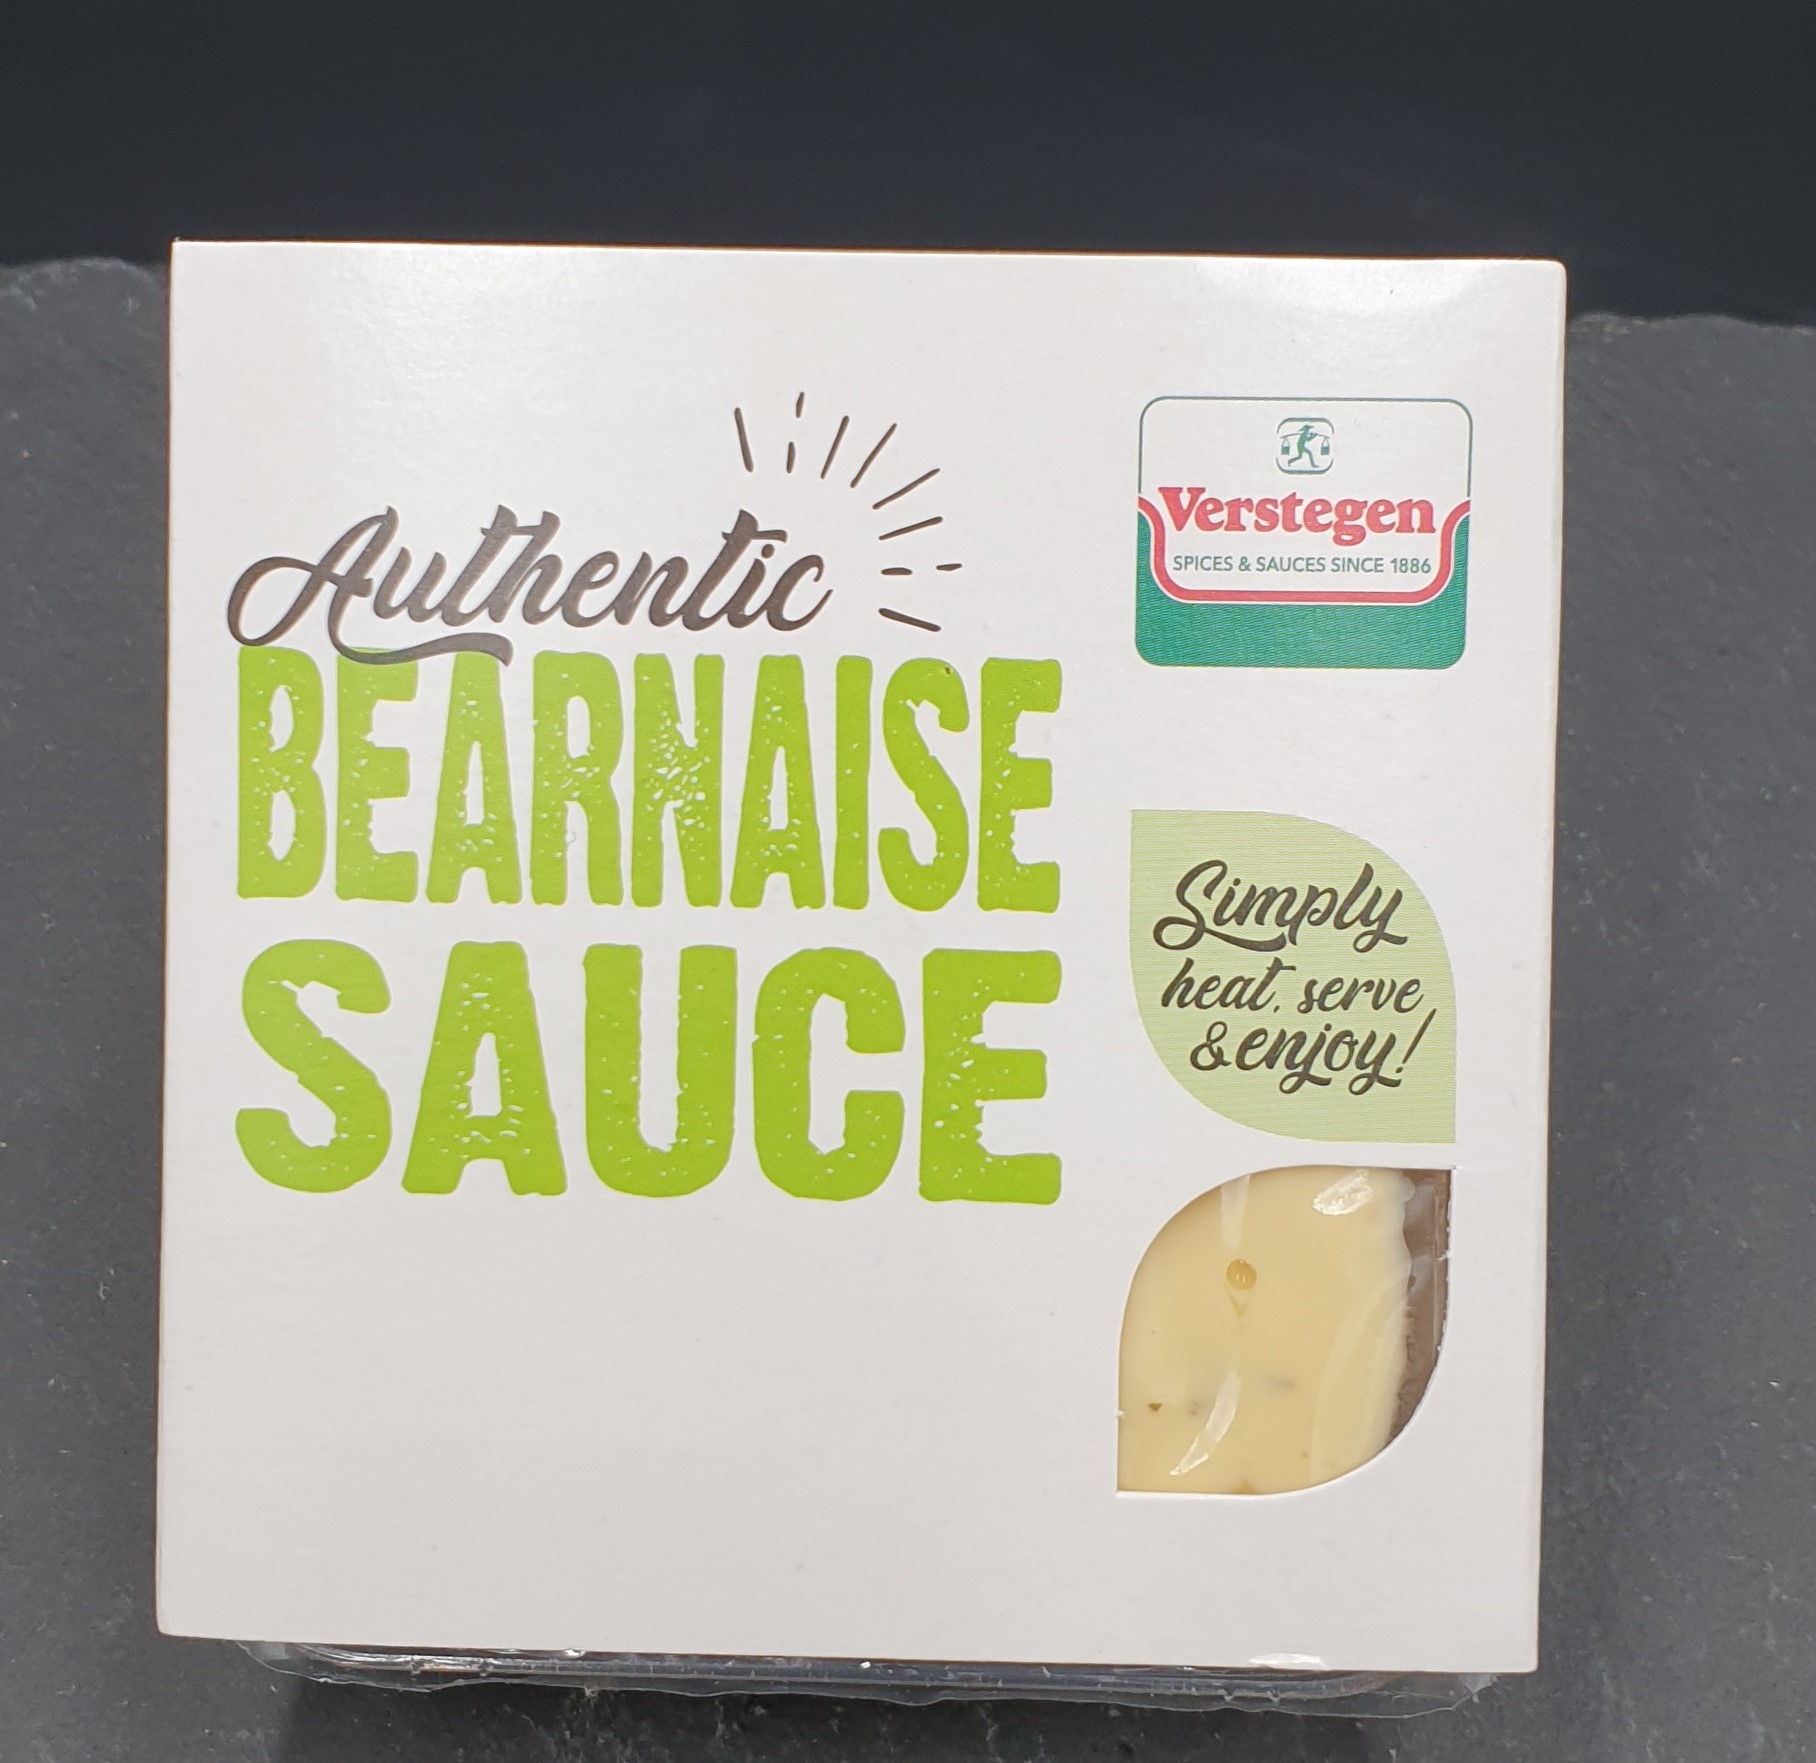 Authentic
BEARNAISE
SAUCE
Verstegen
SPICES & SAUCES SINCE 1886
Simply
heat, serve
& enjoy!